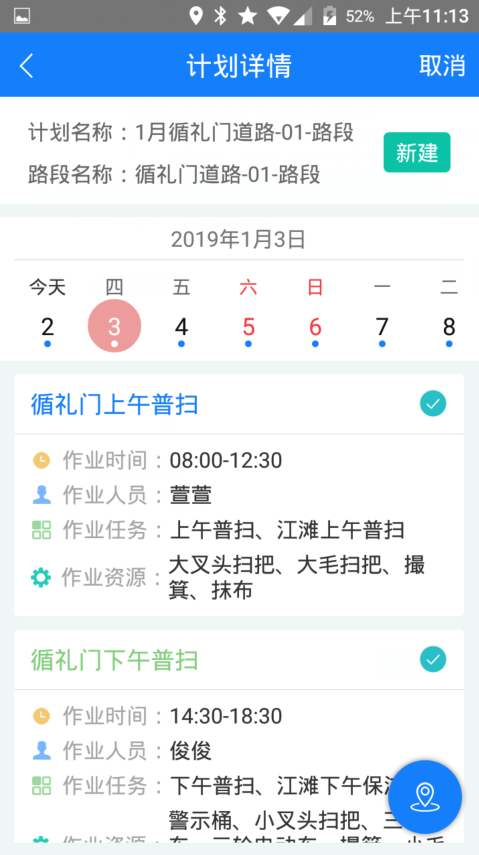 52% 上午11:13
计划详情 取消
计划名称：1月循礼门道路-01-路段
路段名称：循礼门道路-01-路段
新建
2019年1月3日
今天 四 五 六 日 一 二
2 3 4 5 6 7 8
循礼门上午普扫
作业时间：08:00-12:30
作业人员：萱萱
作业任务：上午普扫、江滩上午普扫
作业资源：大叉头扫把、大毛扫把、撮
箕、抹布
循礼门下午普扫
作业时间：14:30-18:30
作业人员：俊俊
作业任务：下午普扫、江滩下午保
警示桶、小叉头扫把、三
作业资源：